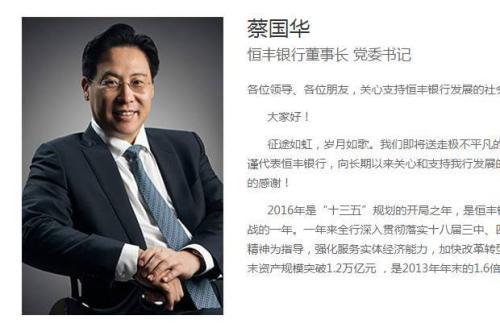 蔡国华
恒丰银行董事长 党委书记
各位领导、各位朋友，关心支持恒丰银行发展的社会
大家好！
征途如虹，岁月如歌。我们即将送走极不平凡的
谨代表恒丰银行，向长期以来关心和支持我行发展的
的感谢！
2016年是“十三五”规划的开局之年，是恒丰银
战的一年。一年来全行深入贯彻落实十八届三中、四
精神为指导，强化服务实体经济能力，加快改革转型
末资产规模突破1.2万亿元 ，是2013年年末的1.6倍